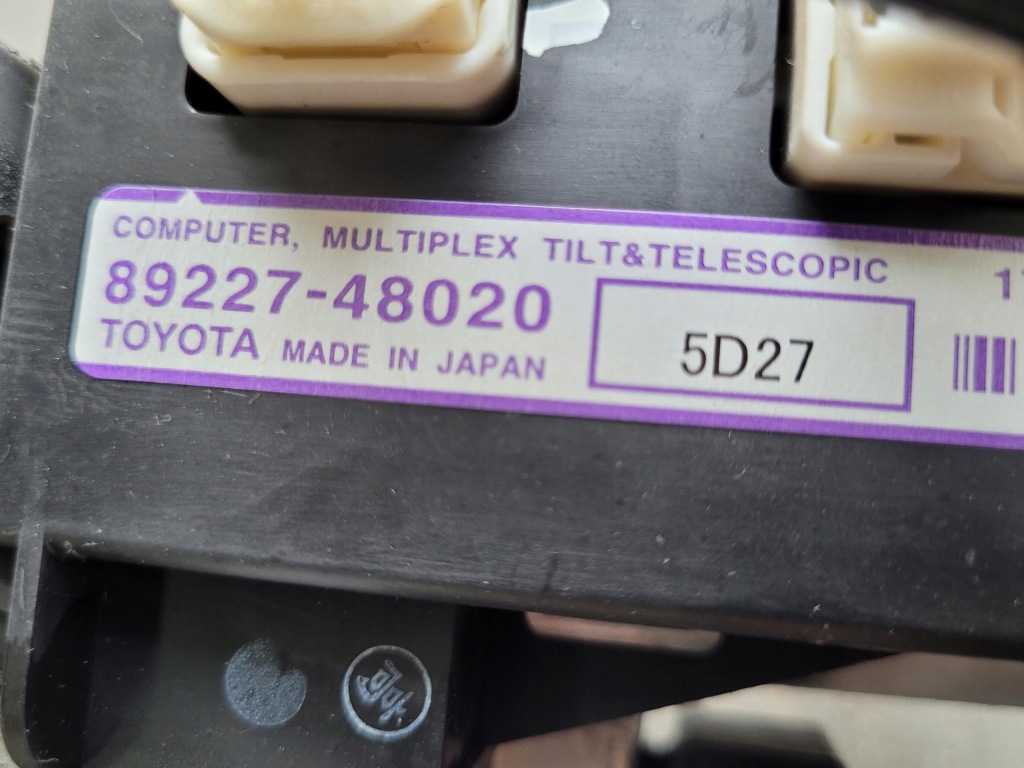 COMPUTER, MULTIPLEX TILT&TELESCOPIC
89227-48020
TOYOTA MADE IN JAPAN
5D27